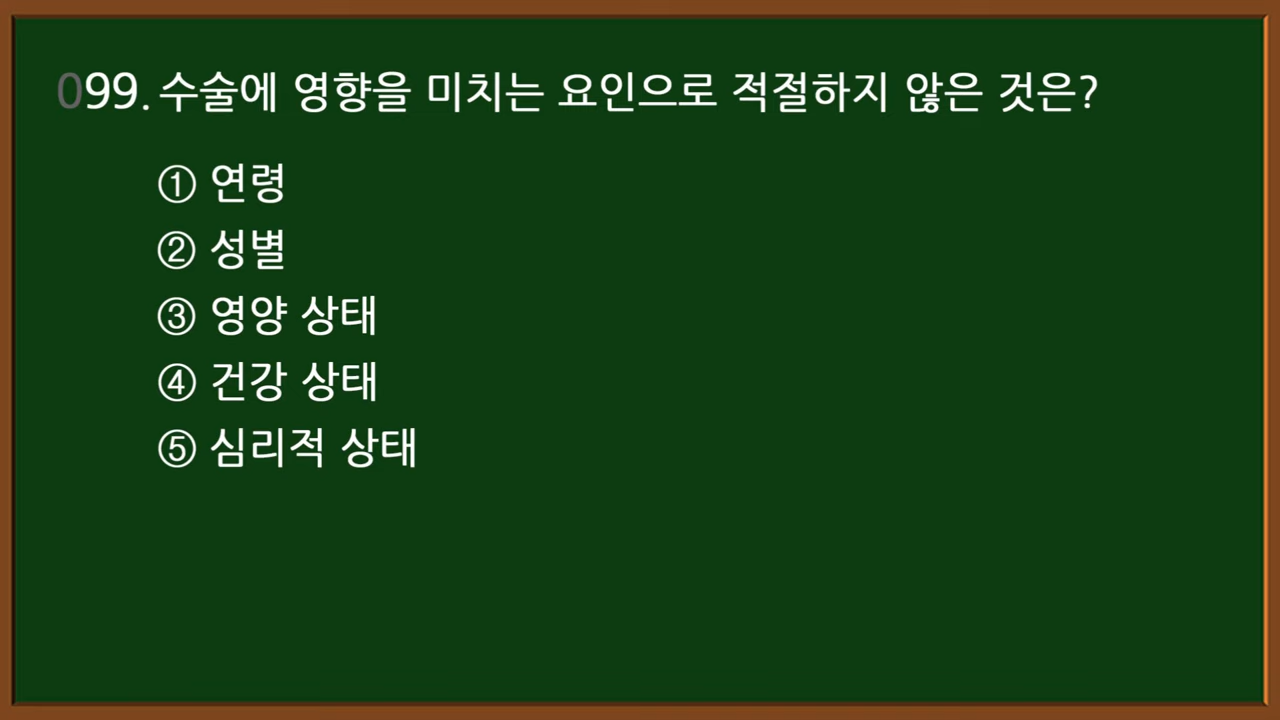 099. 수술에 영향을 미치는 요인으로 적절하지 않은 것은?
① 연령
② 성별
③ 영양 상태
④ 건강 상태
⑤ 심리적 상태